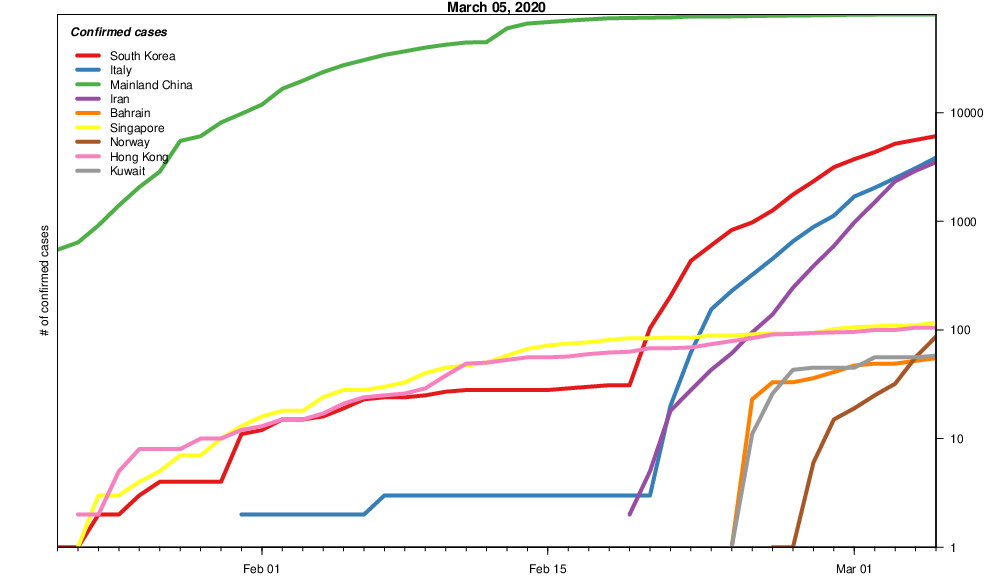 March 05, 2020
Confirmed cases
South Korea
Italy
Mainland China
Iran
Bahrain
Singapore
Norway
Hong Kong
Kuwait
# of confirmed cases
10000
1000
100
10
1
Feb 01
Feb 15
Mar 01